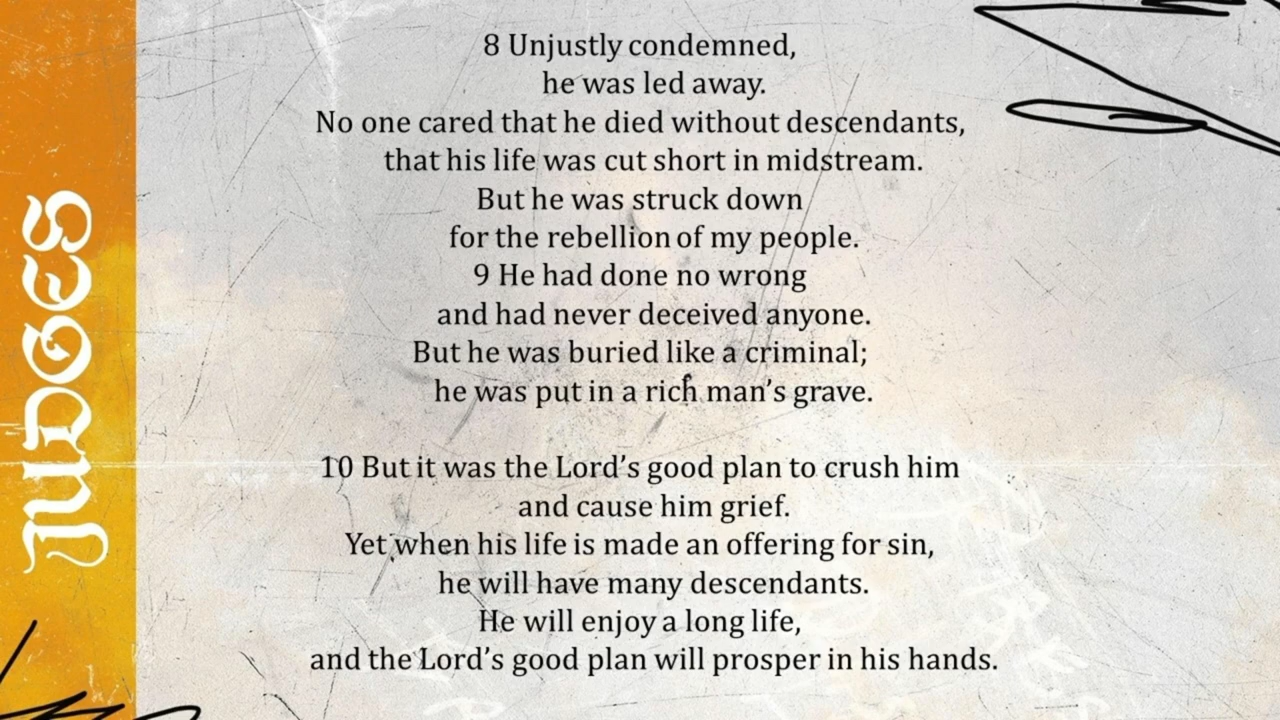 JUDGES
8 Unjustly condemned,
he was led away.
No one cared that he died without descendants,
that his life was cut short in midstream.
But he was struck down
for the rebellion of my people.
9 He had done no wrong
and had never deceived anyone.
But he was buried like a criminal;
he was put in a rich man’s grave.
10 But it was the Lord’s good plan to crush him
and cause him grief.
Yet when his life is made an offering for sin,
he will have many descendants.
He will enjoy a long life,
and the Lord’s good plan will prosper in his hands.